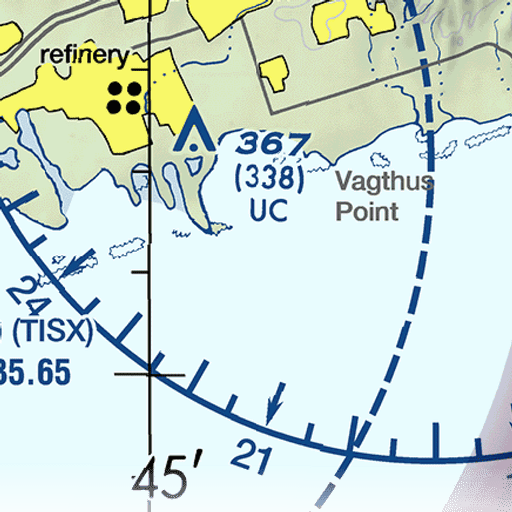 refinery
367
(338)
UC
Vagthus
Point
24
(TISX)
35.65
21
45'